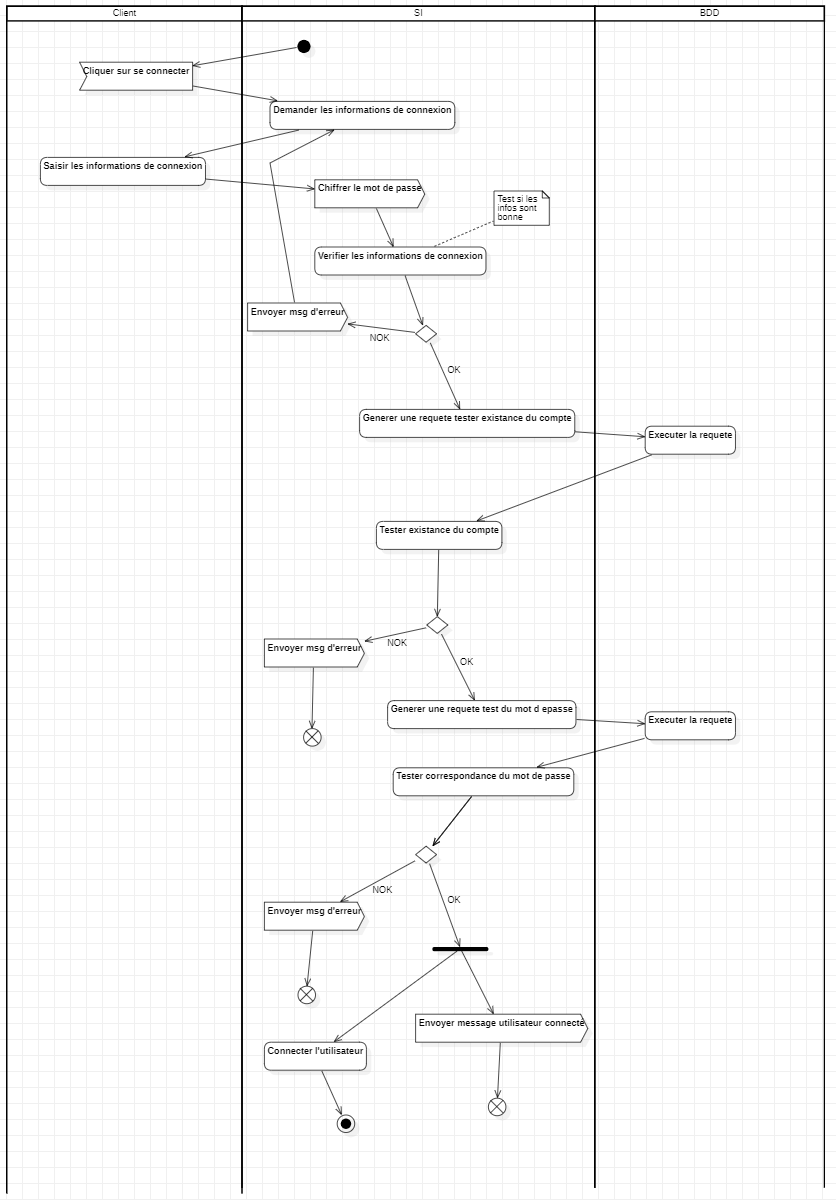 Client
SI
BDD
Cliquer sur se connecter
Demander les informations de connexion
Saisir les informations de connexion
Chiffrer le mot de passe
Test si les
infos sont
bonne
Verifier les informations de connexion
Envoyer msg d'erreur
NOK
OK
Generer une requete tester existance du compte
Executer la requete
Tester existance du compte
Envoyer msg d'erreur
NOK
OK
Generer une requete test du mot d epasse
Executer la requete
Tester correspondance du mot de passe
NOK
OK
Envoyer msg d'erreur
Envoyer message utilisateur connecte
Connecter l'utilisateur